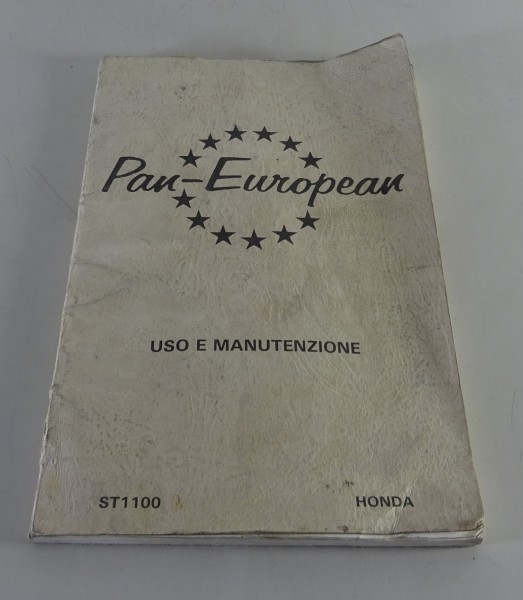 Pan-European
USO E MANUTENZIONE
ST1100 HONDA